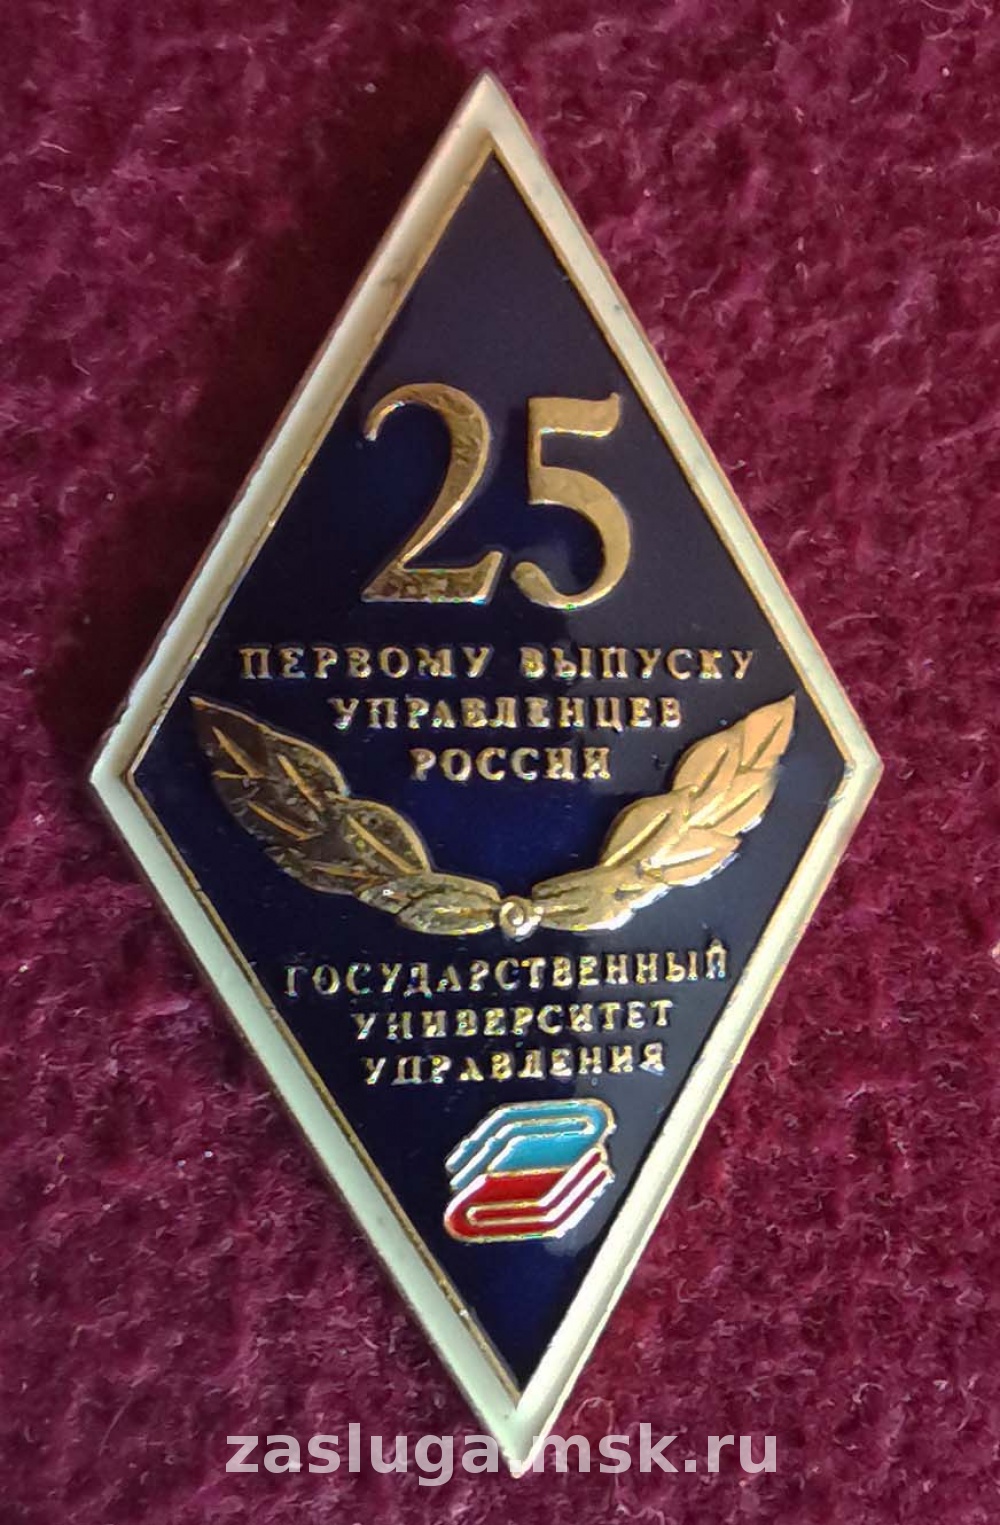 25
ПЕРВОМУ ВЫПУСКУ
УПРАВЛЕНЦЕВ
РОССИИ
ГОСУДАРСТВЕННЫЙ
УНИВЕРСИТЕТ
УПРАВЛЕНИЯ
zasluga.msk.ru